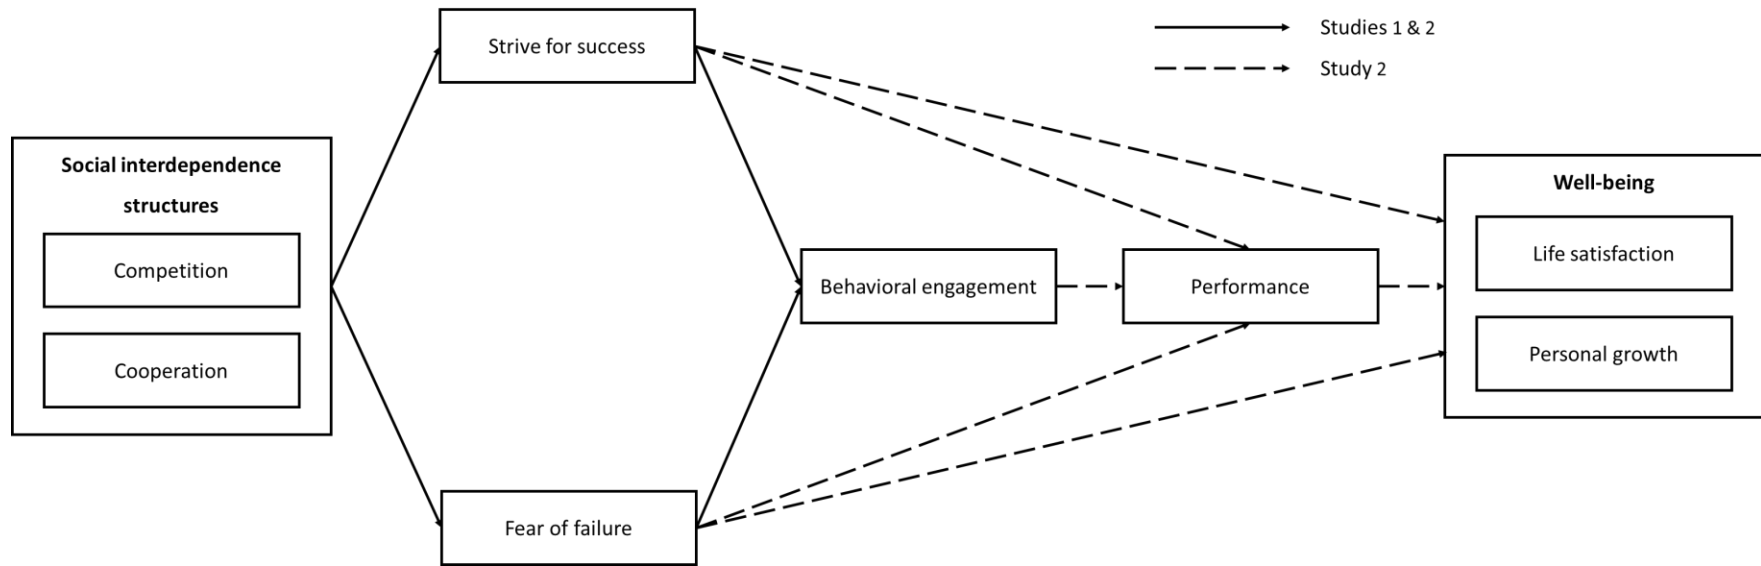 Strive for success
Studies 1 & 2
Study 2
Social interdependence
structures
Competition
Cooperation
Behavioral engagement
Performance
Well-being
Life satisfaction
Personal growth
Fear of failure